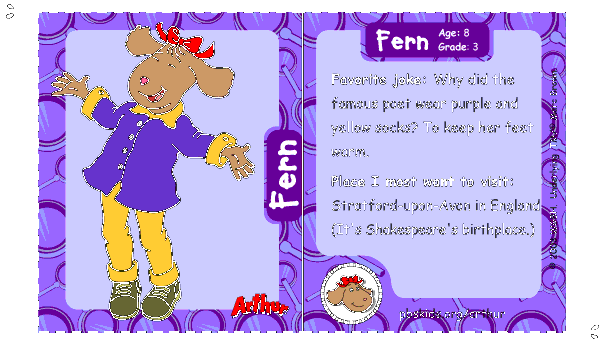 Fern
Arthur
Fern
Age: 8
Grade: 3
Favorite joke: Why did the
famous poet wear purple and
yellow socks? To keep her feet
warm.
Place I most want to visit:
Stratford-upon-Avon in England
(It's Shakespeare's birthplace.)
pbskids.org/arthur